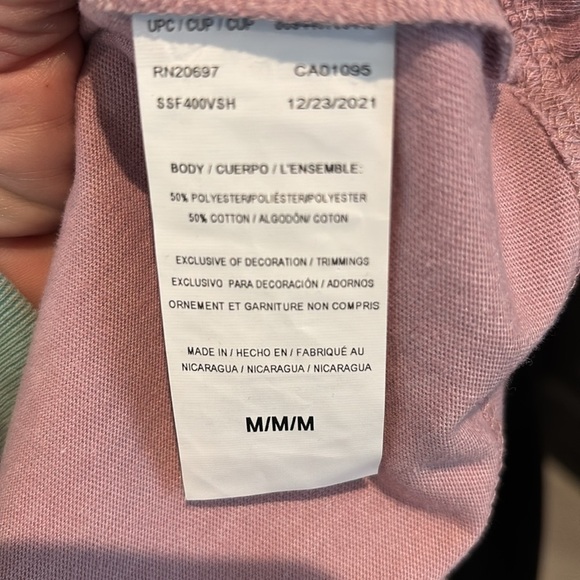 UPC / CUP / CUP
RN20697 CA01095
SSF400VSH 12/23/2021
BODY / CUERPO / L'ENSEMBLE:
50% POLYESTER/POLIÉSTER/POLYESTER
50% COTTON / ALGODÓN/ COTON
EXCLUSIVE OF DECORATION / TRIMMINGS
EXCLUSIVO PARA DECORACIÓN / ADORNOS
ORNEMENT ET GARNITURE NON COMPRIS
MADE IN / HECHO EN / FABRIQUÉ AU
NICARAGUA / NICARAGUA / NICARAGUA
M/M/M